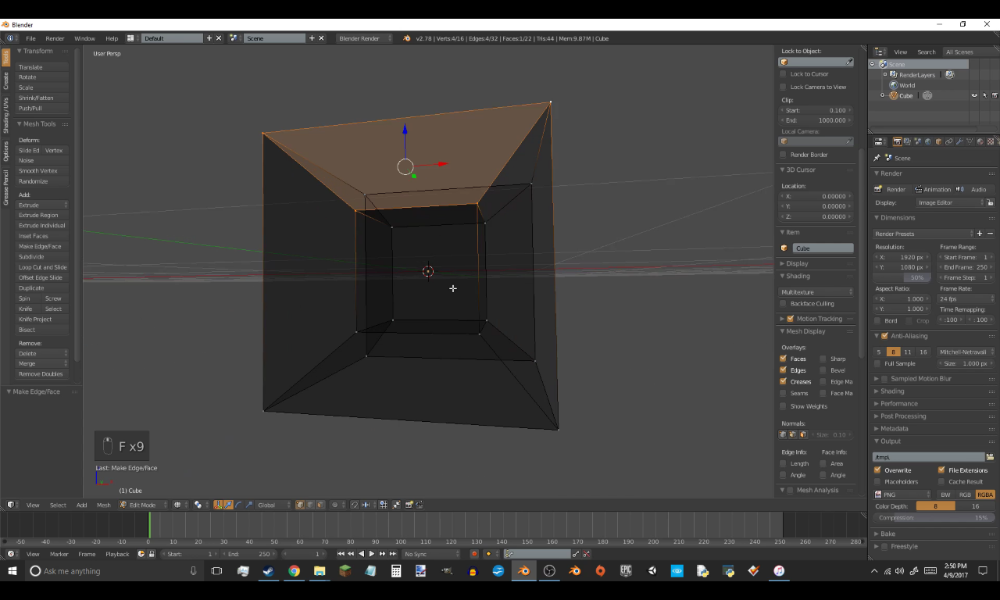 Blender
File Render Window Help Default Scene Blender Render v2.78 | Verts:4/16 | Edges:4/32 | Faces:1/22 | Tris:44 | Mem:9.87M | Cube
User Persp
Tools
Create
Shading / UVs
Options
Grease Pencil
Transform
Translate
Rotate
Scale
Shrink/Fatten
Push/Pull
Mesh Tools
Deform:
Slide Ed Vertex
Noise
Smooth Vertex
Randomize
Add:
Extrude
Extrude Region
Extrude Individual
Inset Faces
Make Edge/Face
Subdivide
Loop Cut and Slide
Offset Edge Slide
Duplicate
Spin Screw
Knife Select
Knife Project
Bisect
Remove:
Delete
Merge
Remove Doubles
Make Edge/Face
F x9
Last: Make Edge/Face
(1) Cube
Lock to Object:
Lock to Cursor
Lock Camera to View
Clip:
Start: 0.100
End: 1000.000
Local Camera:
Render Border
3D Cursor
Location:
X: 0.00000
Y: 0.00000
Z: 0.00000
Item
Cube
Display
Shading
Multitexture
Backface Culling
Motion Tracking
Mesh Display
Overlays:
Faces Sharp
Edges Bevel
Creases Edge Ma
Seams Face Ma
Show Weights
Normals:
Size: 0.10
Edge Info: Face Info:
Length Area
Angle Angle
Mesh Analysis
View Search All Scenes
Scene
RenderLayers
World
Cube
Scene
Render
Render Animation Audio
Display: Image Editor
Dimensions
Render Presets
Resolution: Frame Range:
X: 1920 px Start Frame: 1
Y: 1080 px End Frame: 250
50% Frame Step: 1
Aspect Ratio: Frame Rate:
X: 1.000 24 fps
Y: 1.000 Time Remapping:
Bord Crop :100 :100
Anti-Aliasing
5 8 11 16 Mitchell-Netravali
Full Sample Size: 1.000 px
Sampled Motion Blur
Shading
Performance
Post Processing
Metadata
Output
/tmp\
Overwrite File Extensions
Placeholders Cache Result
PNG BW RGB RGBA
Color Depth: 8 16
Compression: 15%
Bake
Freestyle
View Select Add Mesh Edit Mode Global
-50 -40 -30 -20 -10 0 10 20 30 40 50 60 70 80 90 100 110 120 130 140 150 160 170 180 190 200 210 220 230 240 250 260 270 280
View Marker Frame Playback Start: 1 End: 250 1 No Sync
Ask me anything
EPIC GAMES
2:50 PM
4/9/2017